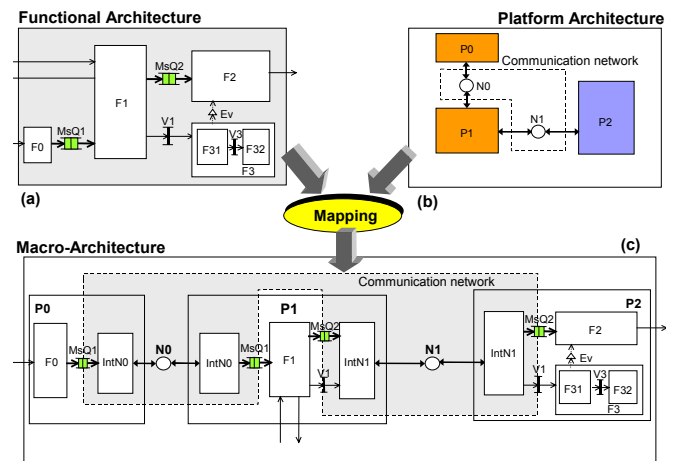 Functional Architecture
Platform Architecture
MsQ2
F2
F1
Ev
V1
MsQ1
F0
F31
V3
F32
F3
(a)
P0
Communication network
N0
N1
P1
P2
(b)
Mapping
Macro-Architecture
(c)
Communication network
P0
P1
P2
F0
MsQ1
IntN0
N0
IntN0
MsQ1
F1
MsQ2
V1
IntN1
N1
IntN1
MsQ2
F2
Ev
V1
F31
V3
F32
F3